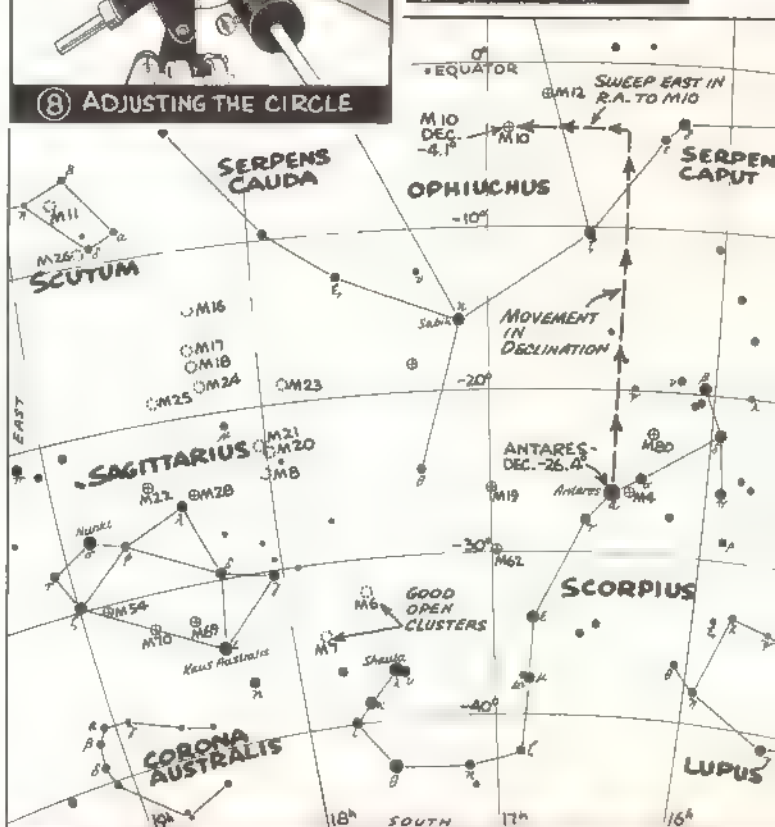 ⑧ ADJUSTING THE CIRCLE
0°
• EQUATOR
M12
SWEEP EAST IN
R.A. TO M10
M10
DEC.
-4.1°
M10
SERPENS
CAUDA
OPHIUCHUS
SERPEN
CAPUT
-10°
M11
M26
SCUTUM
M16
Sabik
MOVEMENT
IN
DECLINATION
M17
M18
M24
M25
M23
-20°
EAST
M21
M20
M8
SAGITTARIUS
ANTARES-
DEC. -26.4°
M80
M22
M28
M19
Antares
M4
Nunki
-30°
M62
SCORPIUS
M54
M70
M69
M6
GOOD
OPEN
CLUSTERS
M7
Kaus Australis
Shaula
-40°
CORONA
AUSTRALIS
LUPUS
19h
18h
SOUTH
17h
16h